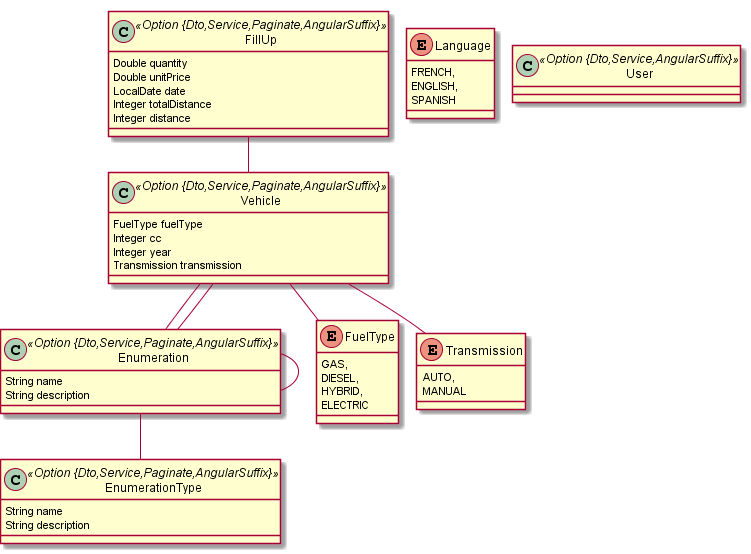 C «Option {Dto,Service,Paginate,AngularSuffix}»
FillUp
Double quantity
Double unitPrice
LocalDate date
Integer totalDistance
Integer distance
E Language
FRENCH,
ENGLISH,
SPANISH
C «Option {Dto,Service,AngularSuffix}»
User
C «Option {Dto,Service,Paginate,AngularSuffix}»
Vehicle
FuelType fuelType
Integer cc
Integer year
Transmission transmission
C «Option {Dto,Service,Paginate,AngularSuffix}»
Enumeration
String name
String description
E FuelType
GAS,
DIESEL,
HYBRID,
ELECTRIC
E Transmission
AUTO,
MANUAL
C «Option {Dto,Service,Paginate,AngularSuffix}»
EnumerationType
String name
String description